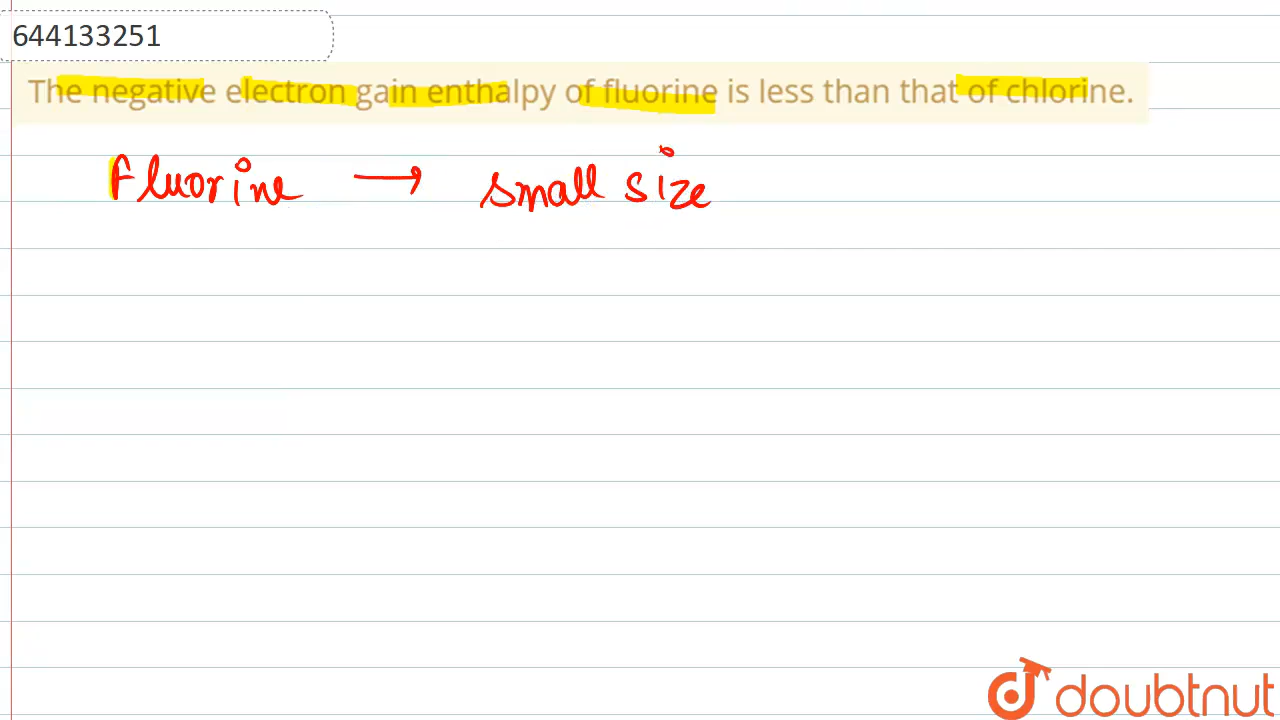 644133251
The negative electron gain enthalpy of fluorine is less than that of chlorine.
Fluorine → small size
doubtnut